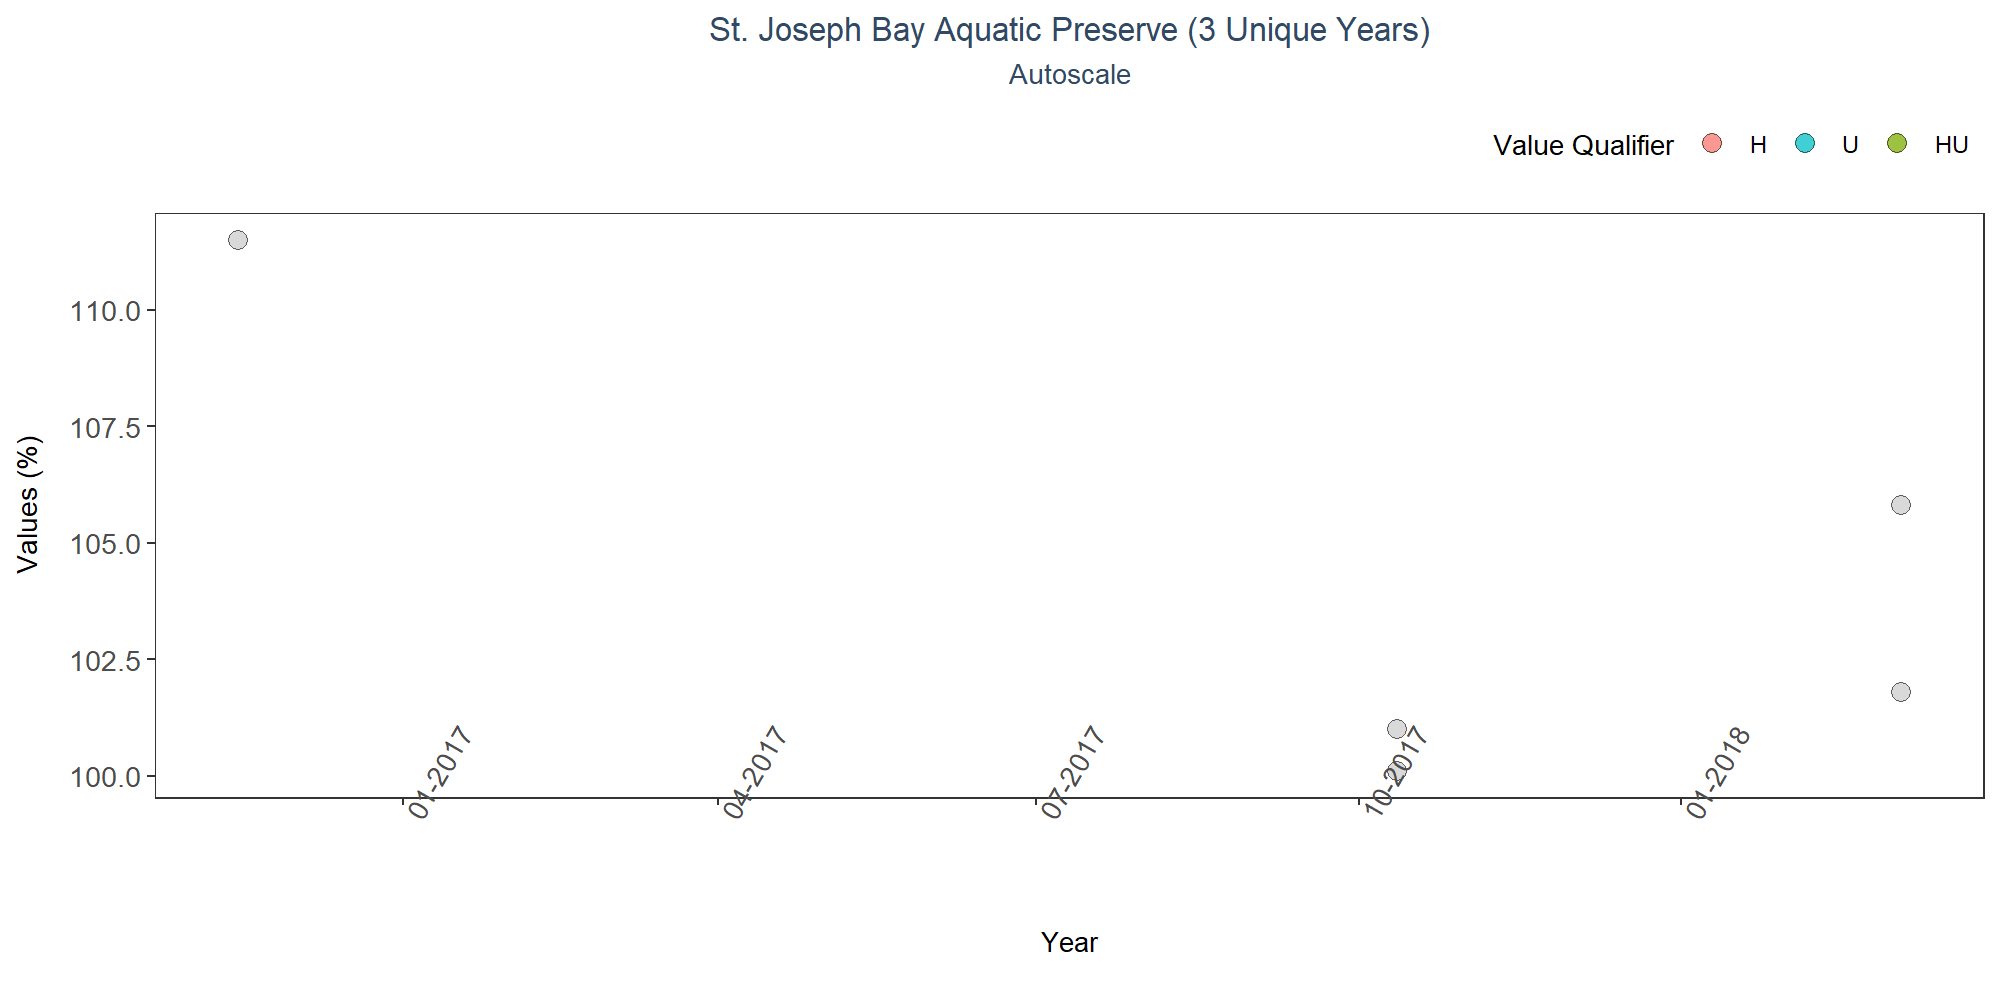 St. Joseph Bay Aquatic Preserve (3 Unique Years)
Autoscale
Value Qualifier H U HU
Values (%)
110.0
107.5
105.0
102.5
100.0
01-2017
04-2017
07-2017
10-2017
01-2018
Year